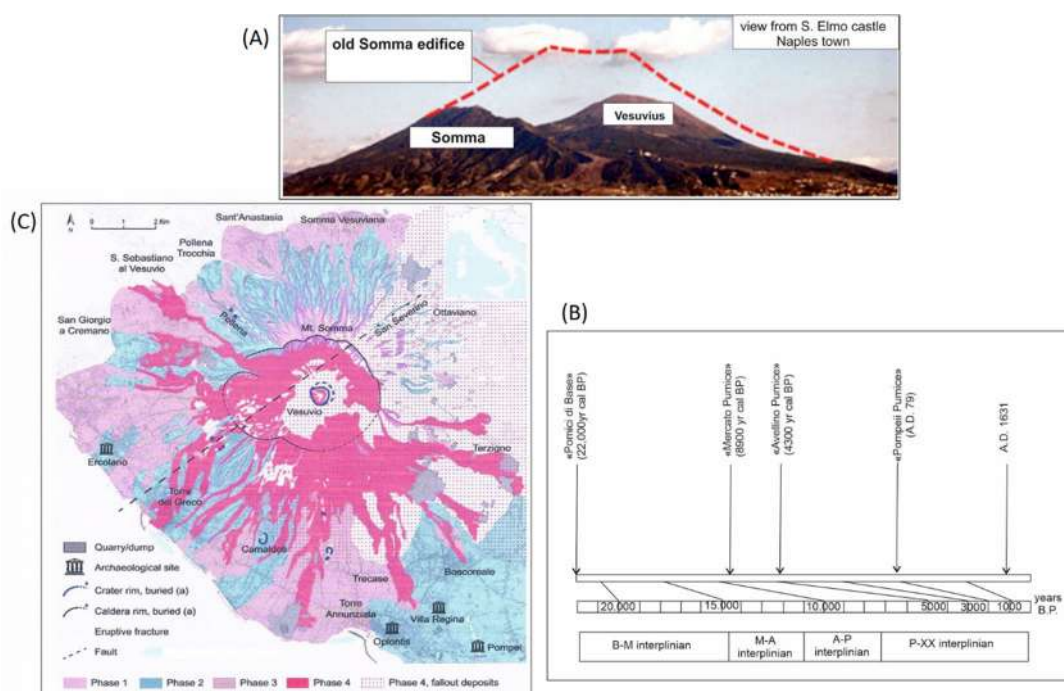 (A)
old Somma edifice
view from S. Elmo castle
Naples town
Somma
Vesuvius
(C)
N
0 1 2 Km
Sant'Anastasia
Somma Vesuviana
Pollena
Trocchia
S. Sebastiano
al Vesuvio
San Giorgio
a Cremano
Pollena
Mt. Somma
San Severino
Ottaviano
Vesuvio
Ercolano
Terzigno
Torre
del Greco
Camaldoli
Boscoreale
Trecase
Torre
Annunziata
Villa Regina
Oplontis
Pompei
Quarry/dump
Archaeological site
Crater rim, buried (a)
Caldera rim, buried (a)
Eruptive fracture
Fault
Phase 1
Phase 2
Phase 3
Phase 4
Phase 4, fallout deposits
(B)
«Pomici di Base»
(22.000yr cal BP)
«Mercato Pumice»
(8900 yr cal BP)
«Avellino Pumice»
(4300 yr cal BP)
«Pompeii Pumice»
(A.D. 79)
A.D. 1631
20.000 15.000 10.000 5000 3000 1000
years
B.P.
B-M interplinian
M-A
interplinian
A-P
interplinian
P-XX interplinian